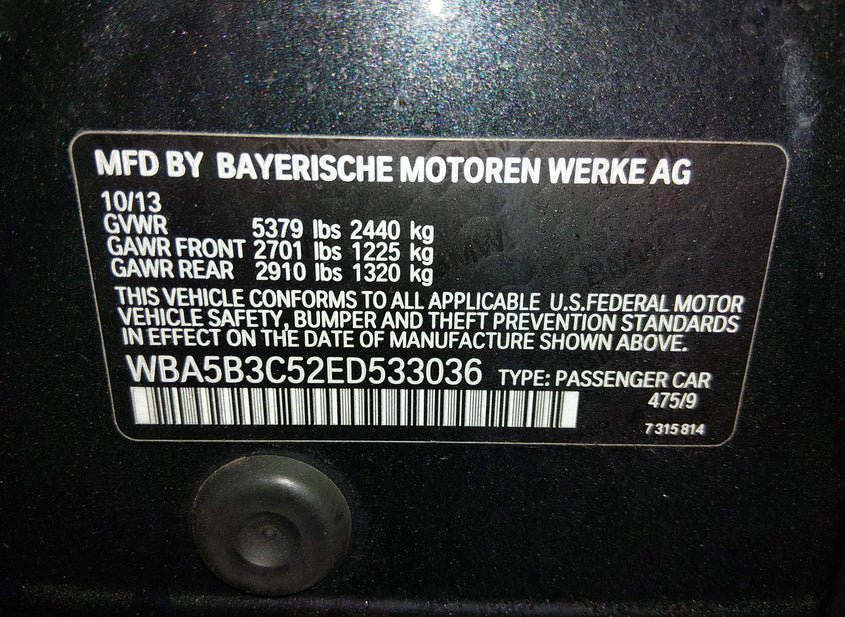 MFD BY BAYERISCHE MOTOREN WERKE AG
10/13
GVWR 5379 lbs 2440 kg
GAWR FRONT 2701 lbs 1225 kg
GAWR REAR 2910 lbs 1320 kg
THIS VEHICLE CONFORMS TO ALL APPLICABLE U.S.FEDERAL MOTOR
VEHICLE SAFETY, BUMPER AND THEFT PREVENTION STANDARDS
IN EFFECT ON THE DATE OF MANUFACTURE SHOWN ABOVE.
WBA5B3C52ED533036 TYPE: PASSENGER CAR
475/9
7 315 814